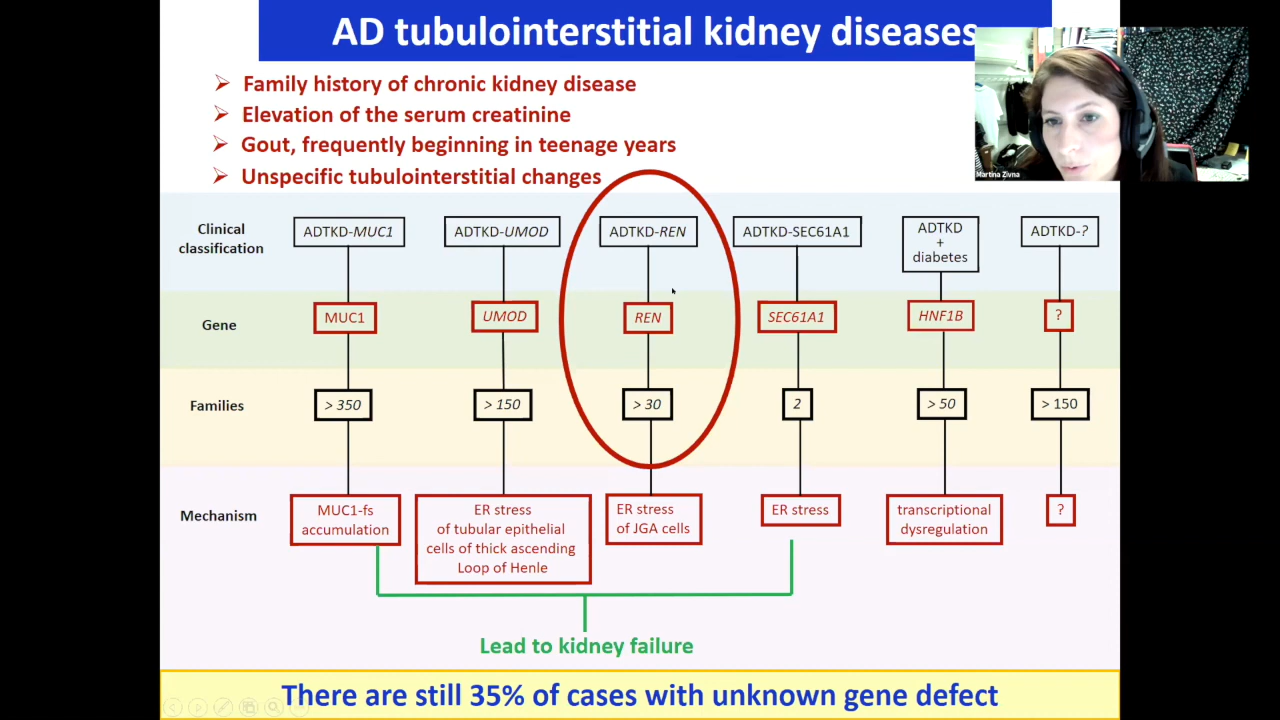 AD tubulointerstitial kidney diseases
Family history of chronic kidney disease
Elevation of the serum creatinine
Gout, frequently beginning in teenage years
Unspecific tubulointerstitial changes
Martina Zivna
Clinical
classification
ADTKD-MUC1
ADTKD-UMOD
ADTKD-REN
ADTKD-SEC61A1
ADTKD
+
diabetes
ADTKD-?
Gene
MUC1
UMOD
REN
SEC61A1
HNF1B
?
Families
> 350
> 150
> 30
2
> 50
> 150
Mechanism
MUC1-fs
accumulation
ER stress
of tubular epithelial
cells of thick ascending
Loop of Henle
ER stress
of JGA cells
ER stress
transcriptional
dysregulation
?
Lead to kidney failure
There are still 35% of cases with unknown gene defect